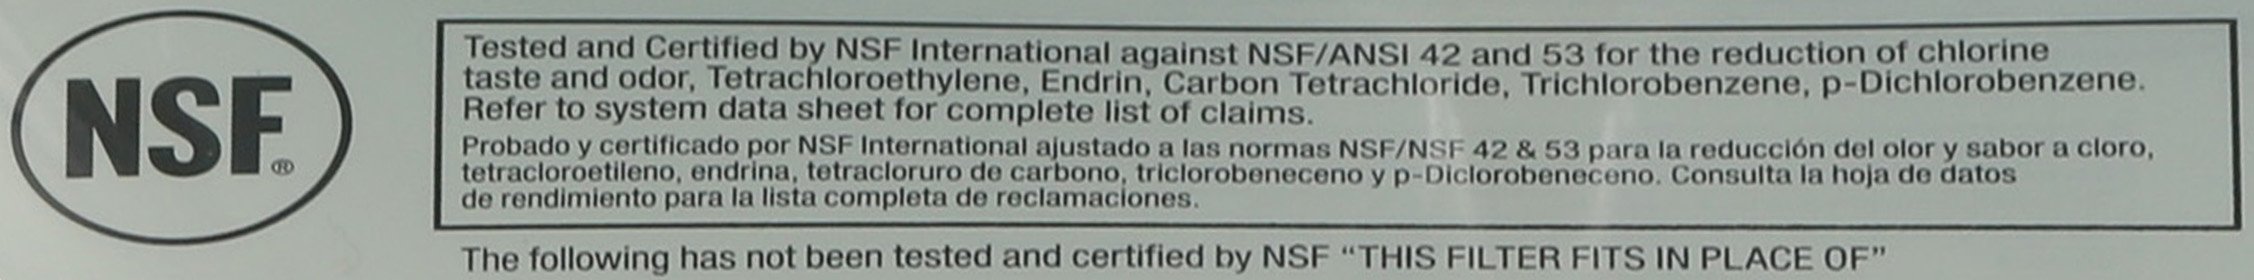 NSF®
Tested and Certified by NSF International against NSF/ANSI 42 and 53 for the reduction of chlorine
taste and odor, Tetrachloroethylene, Endrin, Carbon Tetrachloride, Trichlorobenzene, p-Dichlorobenzene.
Refer to system data sheet for complete list of claims.
Probado y certificado por NSF International ajustado a las normas NSF/NSF 42 & 53 para la reducción del olor y sabor a cloro,
tetracloroetileno, endrina, tetracloruro de carbono, triclorobeneceno y p-Diclorobeneceno. Consulta la hoja de datos
de rendimiento para la lista completa de reclamaciones.
The following has not been tested and certified by NSF “THIS FILTER FITS IN PLACE OF”